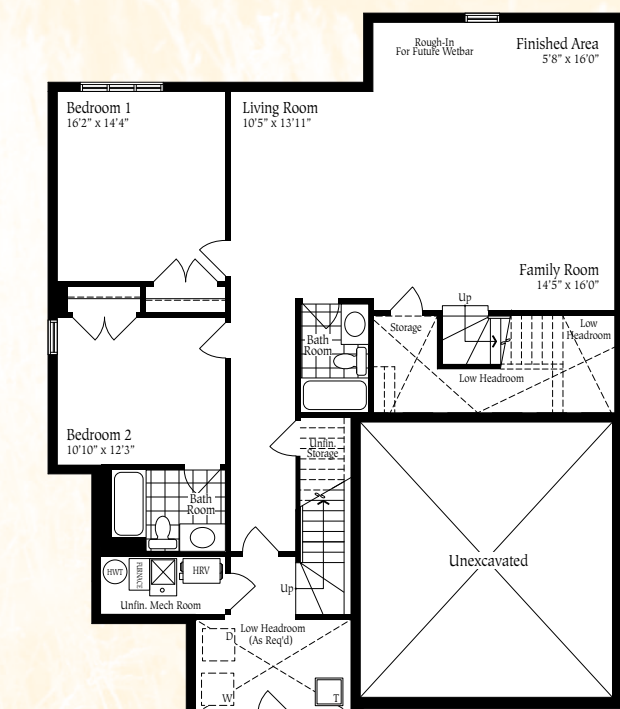 Rough-In
For Future Wetbar
Finished Area
5'8" x 16'0"
Bedroom 1
16'2" x 14'4"
Living Room
10'5" x 13'11"
Family Room
14'5" x 16'0"
Up
Storage
Low
Headroom
Bath
Room
Low Headroom
Bedroom 2
10'10" x 12'3"
Unfin.
Storage
Bath
Room
Unexcavated
HWT
FURNACE
HRV
Up
Unfin. Mech Room
Low Headroom
(As Req'd)
D
W
T